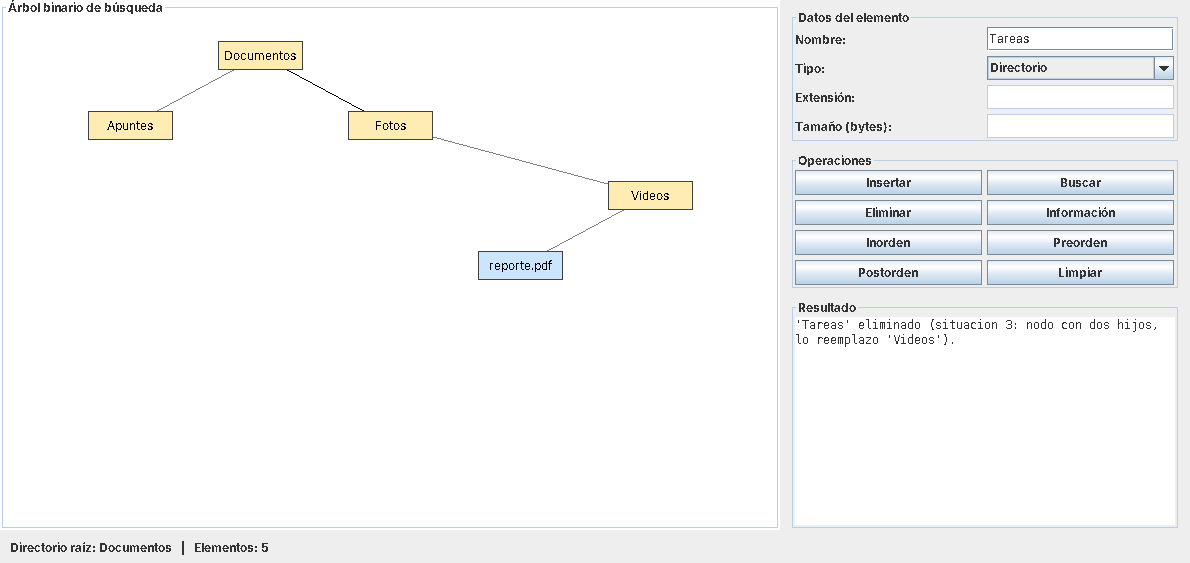 Árbol binario de búsqueda
Documentos
Apuntes
Fotos
Videos
reporte.pdf
Datos del elemento
Nombre:
Tareas
Tipo:
Directorio
Extensión:
Tamaño (bytes):
Operaciones
Insertar
Buscar
Eliminar
Información
Inorden
Preorden
Postorden
Limpiar
Resultado
'Tareas' eliminado (situacion 3: nodo con dos hijos,
lo reemplazo 'Videos').
Directorio raíz: Documentos | Elementos: 5